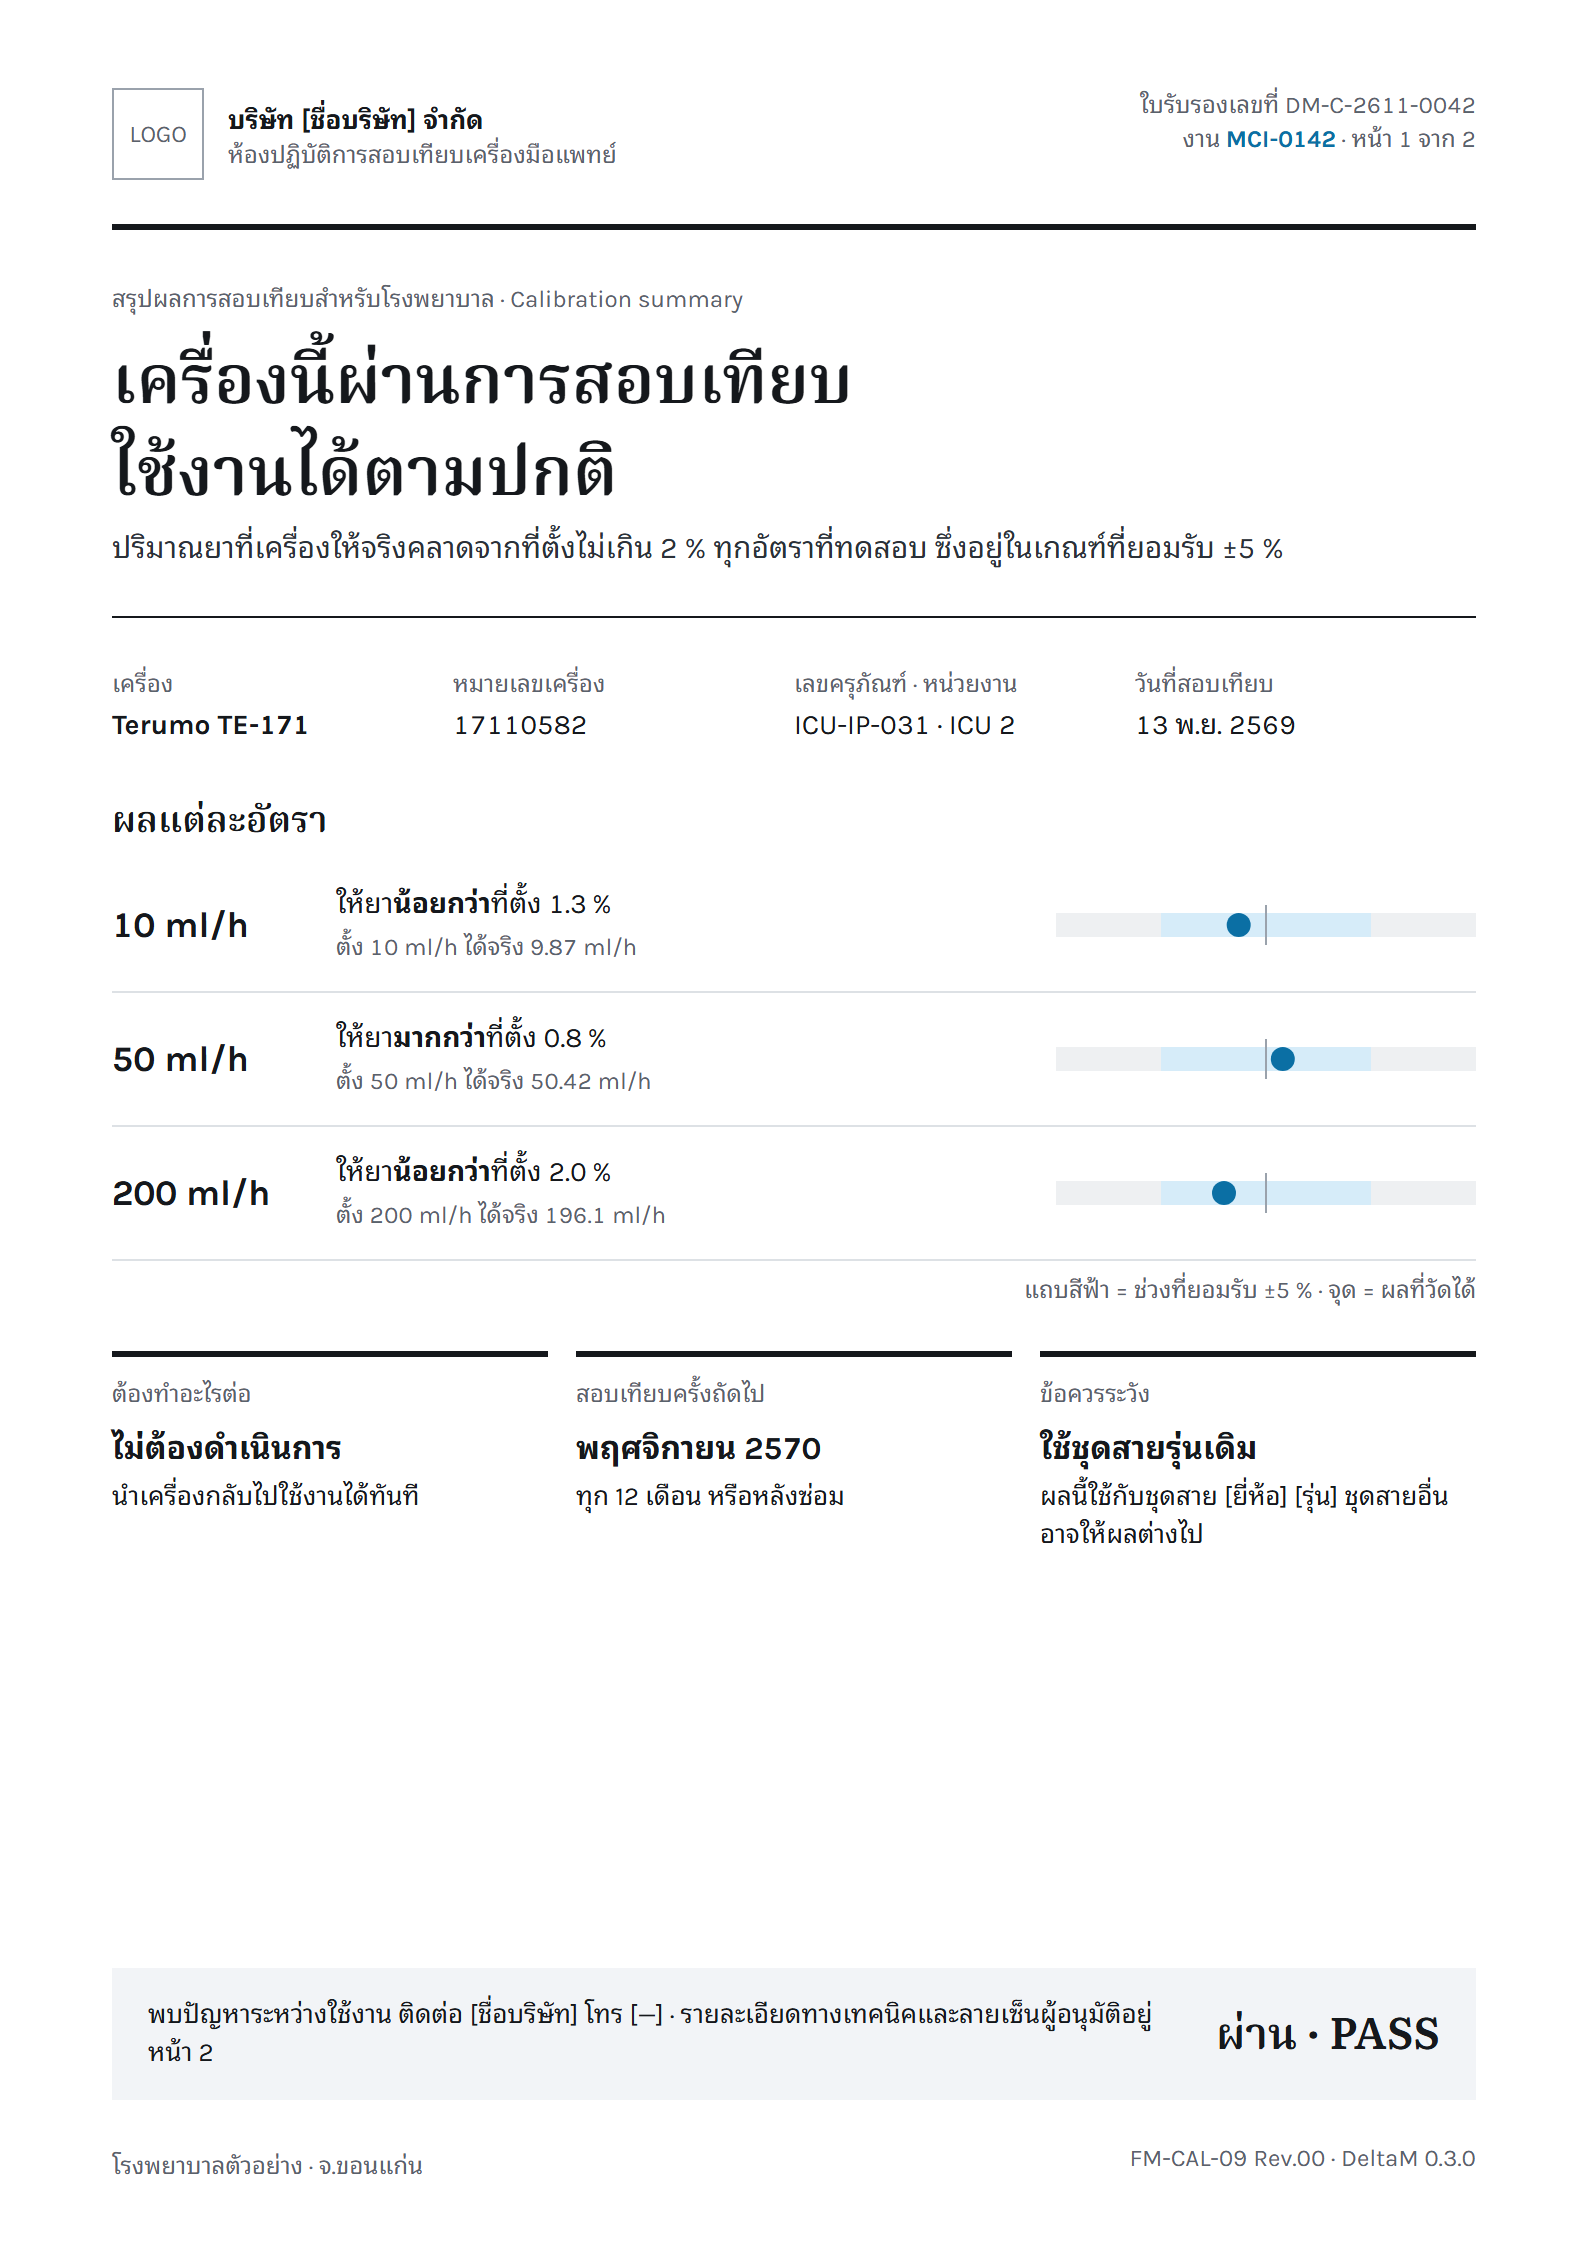 LOGO
บริษัท [ชื่อบริษัท] จำกัด
ห้องปฏิบัติการสอบเทียบเครื่องมือแพทย์
ใบรับรองเลขที่ DM-C-2611-0042
งาน MCI-0142 · หน้า 1 จาก 2
สรุปผลการสอบเทียบสำหรับโรงพยาบาล · Calibration summary
เครื่องนี้ผ่านการสอบเทียบ
ใช้งานได้ตามปกติ
ปริมาณยาที่เครื่องให้จริงคลาดจากที่ตั้งไม่เกิน 2 % ทุกอัตราที่ทดสอบ ซึ่งอยู่ในเกณฑ์ที่ยอมรับ ±5 %
เครื่อง
Terumo TE-171
หมายเลขเครื่อง
17110582
เลขครุภัณฑ์ · หน่วยงาน
ICU-IP-031 · ICU 2
วันที่สอบเทียบ
13 พ.ย. 2569
ผลแต่ละอัตรา
10 ml/h
ให้ยาน้อยกว่าที่ตั้ง 1.3 %
ตั้ง 10 ml/h ได้จริง 9.87 ml/h
50 ml/h
ให้ยามากกว่าที่ตั้ง 0.8 %
ตั้ง 50 ml/h ได้จริง 50.42 ml/h
200 ml/h
ให้ยาน้อยกว่าที่ตั้ง 2.0 %
ตั้ง 200 ml/h ได้จริง 196.1 ml/h
แถบสีฟ้า = ช่วงที่ยอมรับ ±5 % · จุด = ผลที่วัดได้
ต้องทำอะไรต่อ
ไม่ต้องดำเนินการ
นำเครื่องกลับไปใช้งานได้ทันที
สอบเทียบครั้งถัดไป
พฤศจิกายน 2570
ทุก 12 เดือน หรือหลังซ่อม
ข้อควรระวัง
ใช้ชุดสายรุ่นเดิม
ผลนี้ใช้กับชุดสาย [ยี่ห้อ] [รุ่น] ชุดสายอื่น
อาจให้ผลต่างไป
พบปัญหาระหว่างใช้งาน ติดต่อ [ชื่อบริษัท] โทร [—] · รายละเอียดทางเทคนิคและลายเซ็นผู้อนุมัติอยู่
หน้า 2
ผ่าน · PASS
โรงพยาบาลตัวอย่าง · จ.ขอนแก่น
FM-CAL-09 Rev.00 · DeltaM 0.3.0